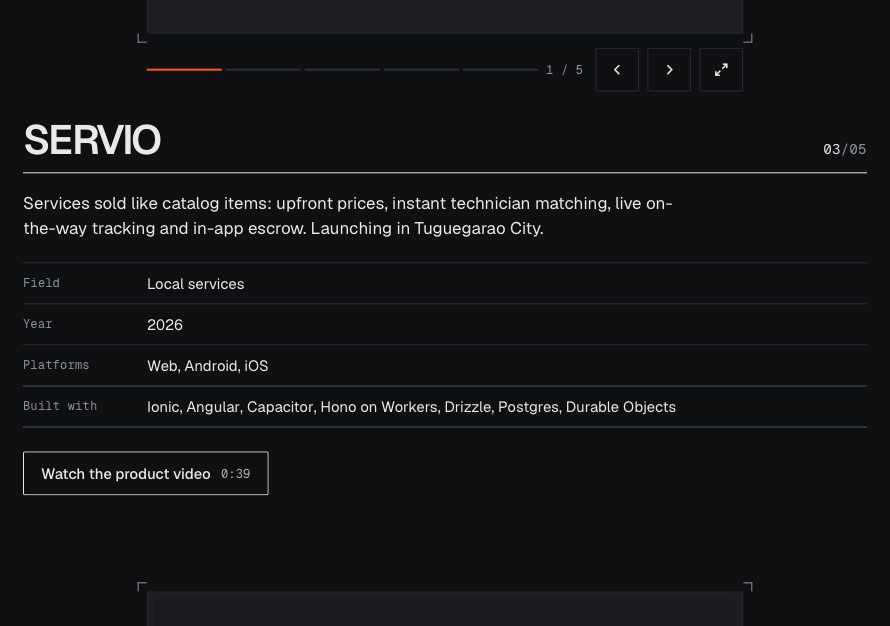 1 / 5
SERVIO
03/05
Services sold like catalog items: upfront prices, instant technician matching, live on-
the-way tracking and in-app escrow. Launching in Tuguegarao City.
Field Local services
Year 2026
Platforms Web, Android, iOS
Built with Ionic, Angular, Capacitor, Hono on Workers, Drizzle, Postgres, Durable Objects
Watch the product video 0:39